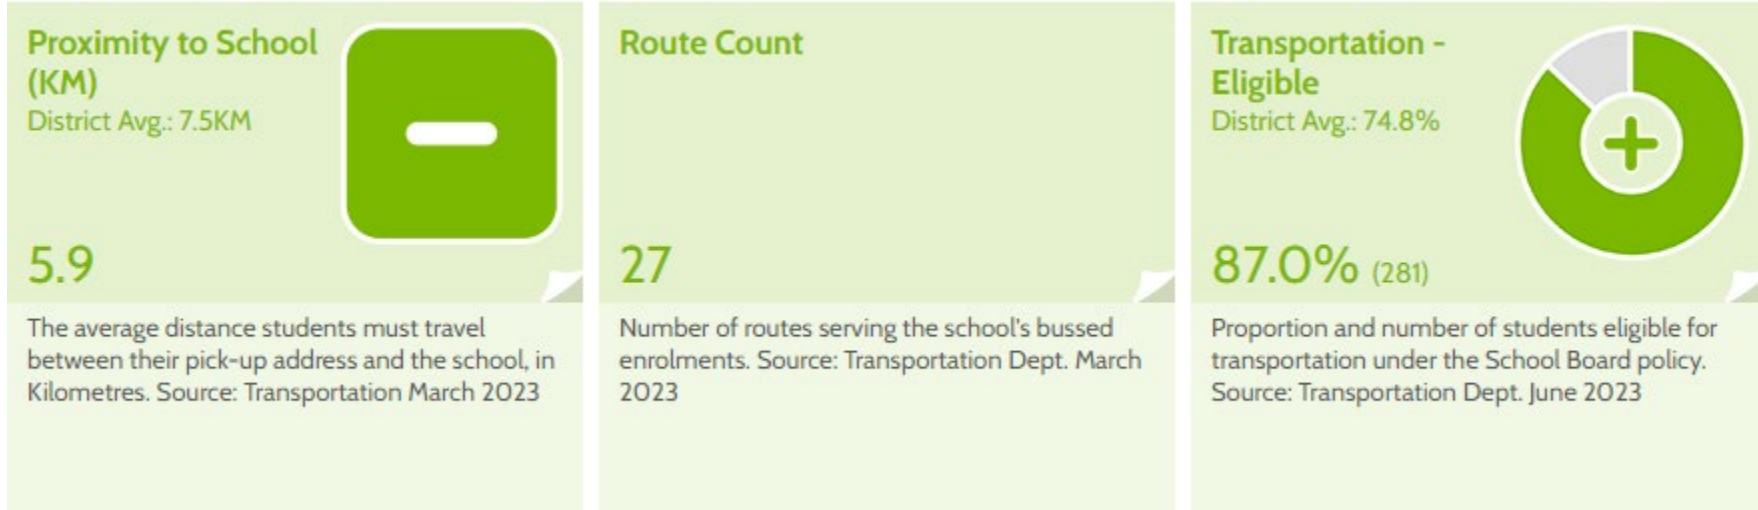 Proximity to School
(KM)
District Avg.: 7.5KM
5.9
The average distance students must travel
between their pick-up address and the school, in
Kilometres. Source: Transportation March 2023
Route Count
27
Number of routes serving the school's bussed
enrolments. Source: Transportation Dept. March
2023
Transportation -
Eligible
District Avg.: 74.8%
87.0% (281)
Proportion and number of students eligible for
transportation under the School Board policy.
Source: Transportation Dept. June 2023